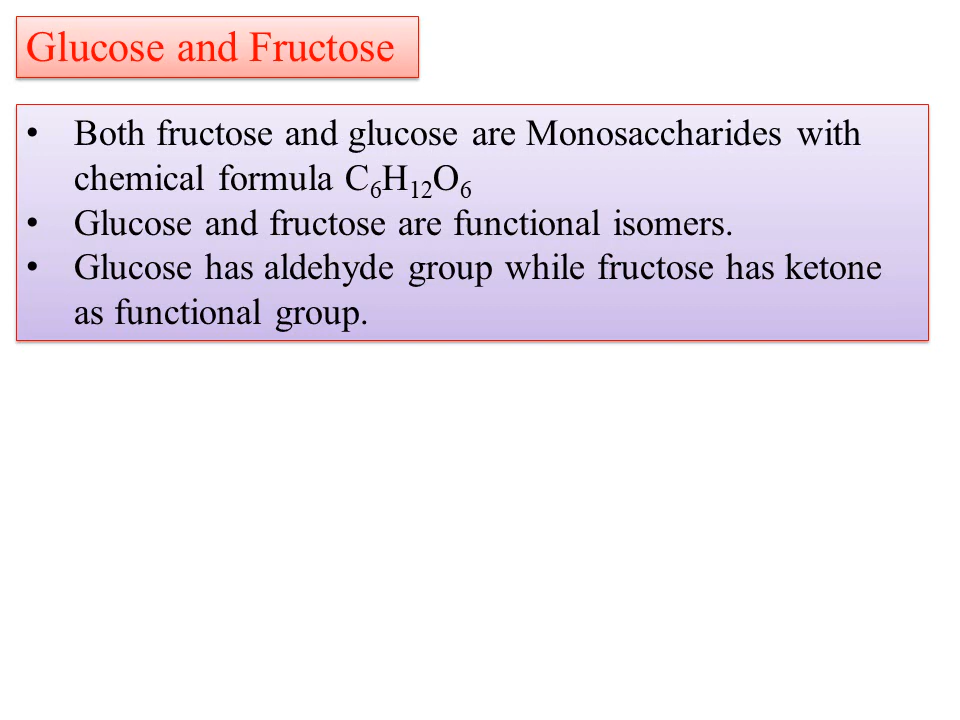 Glucose and Fructose
• Both fructose and glucose are Monosaccharides with
chemical formula C₆H₁₂O₆
• Glucose and fructose are functional isomers.
• Glucose has aldehyde group while fructose has ketone
as functional group.